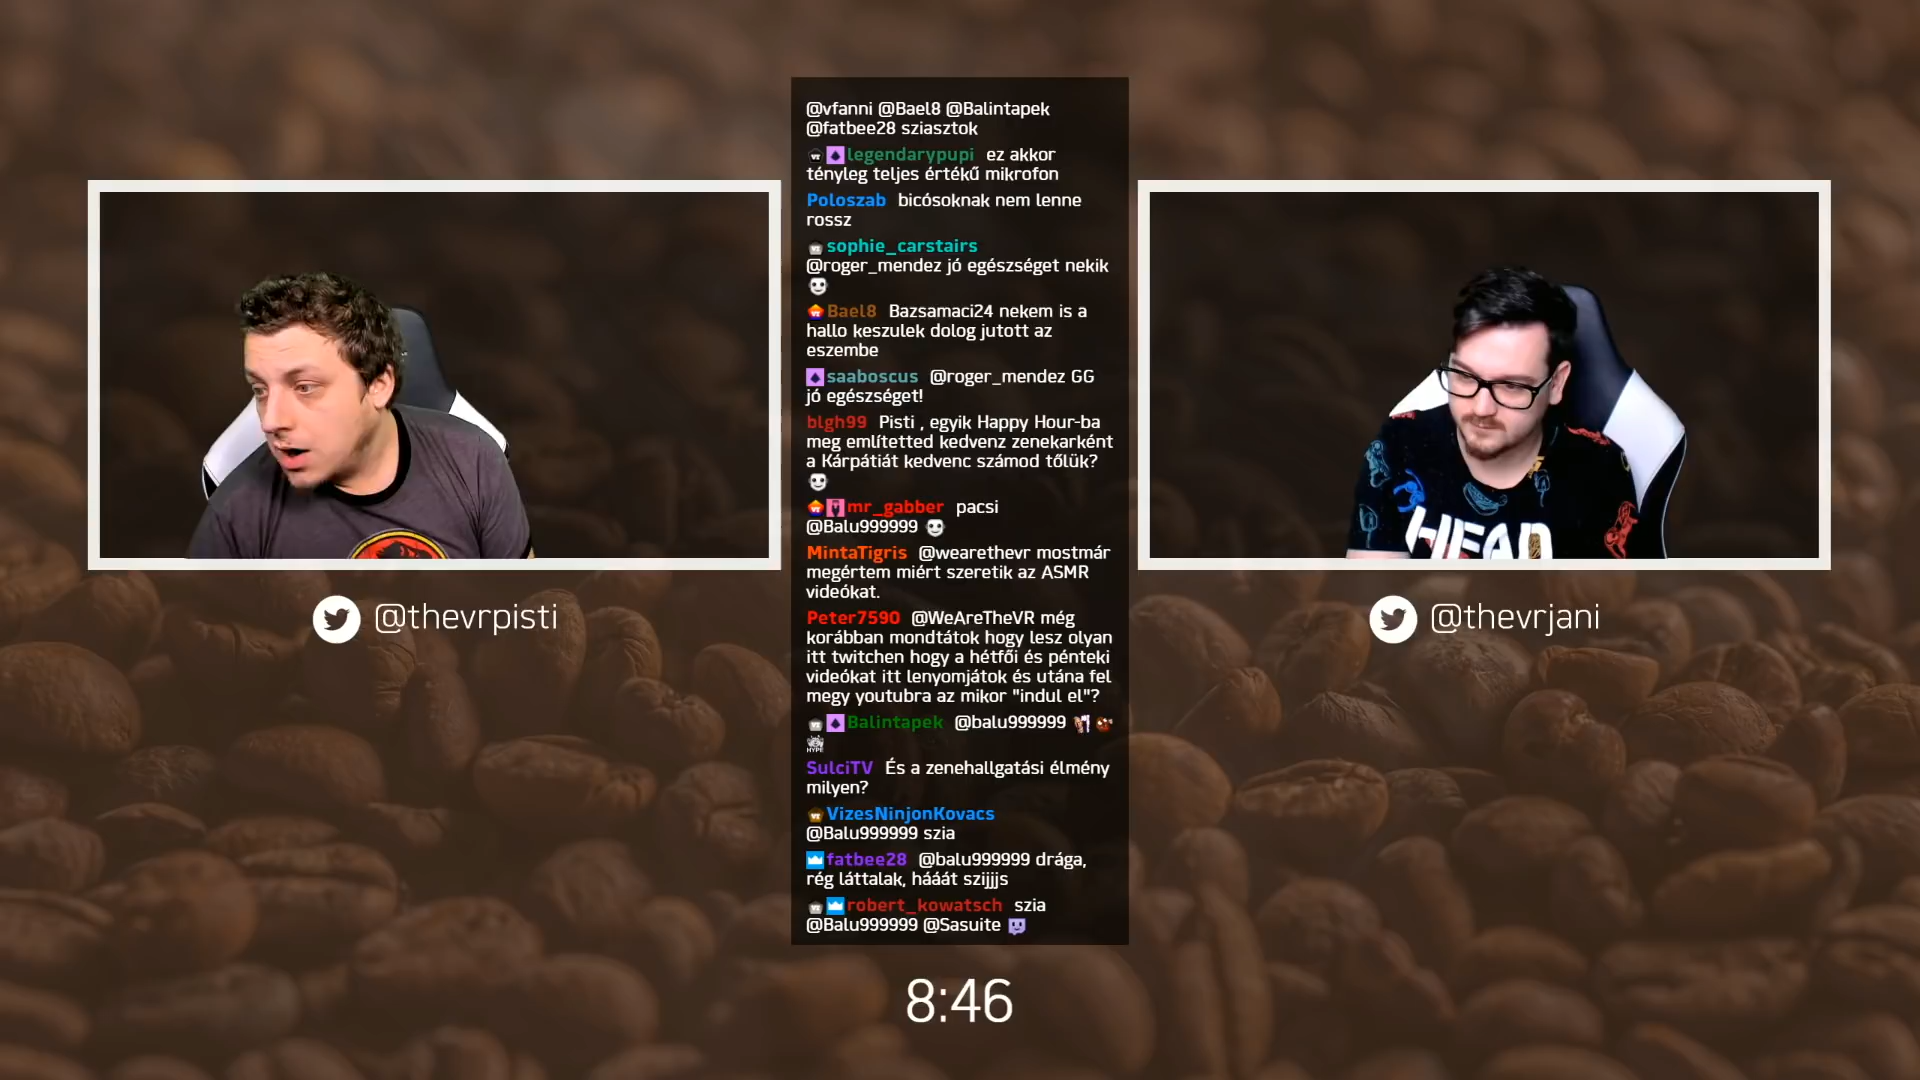 @vfanni @Bael8 @Balintapek
@fatbee28 sziasztok
legendarypupi ez akkor
tényleg teljes értékű mikrofon
Poloszab bicósoknak nem lenne
rossz
sophie_carstairs
@roger_mendez jó egészséget nekik
Bael8 Bazsamaci24 nekem is a
hallo keszulek dolog jutott az
eszembe
saaboscus @roger_mendez GG
jó egészséget!
blgh99 Pisti , egyik Happy Hour-ba
meg említetted kedvenz zenekarként
a Kárpátiát kedvenc számod tőlük?
mr_gabber pacsi
@Balu999999
MintaTigris @wearethevr mostmár
megértem miért szeretik az ASMR
videókat.
Peter7590 @WeAreTheVR még
korábban mondtátok hogy lesz olyan
itt twitchen hogy a hétfői és pénteki
videókat itt lenyomjátok és utána fel
megy youtubra az mikor "indul el"?
Balintapek @balu999999
HYPE
SulciTV És a zenehallgatási élmény
milyen?
VizesNinjonKovacs
@Balu999999 szia
fatbee28 @balu999999 drága,
rég láttalak, hááát szijjjs
robert_kowatsch szia
@Balu999999 @Sasuite
HEAD
@thevrpisti
@thevrjani
8:46